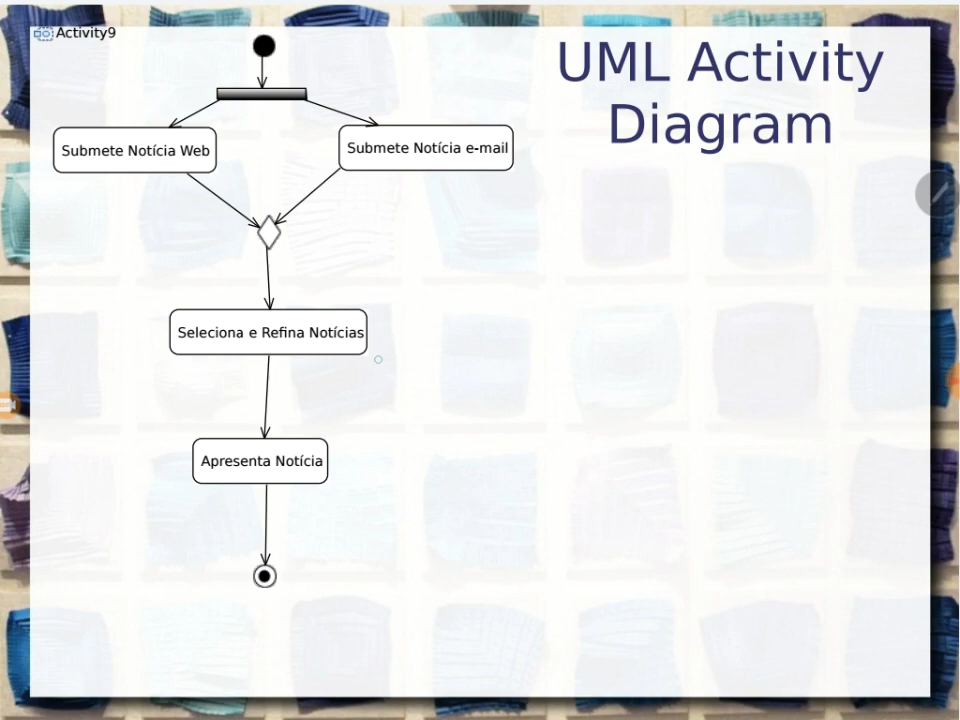 Activity9
UML Activity
Diagram
Submete Notícia Web
Submete Notícia e-mail
Seleciona e Refina Notícias
Apresenta Notícia